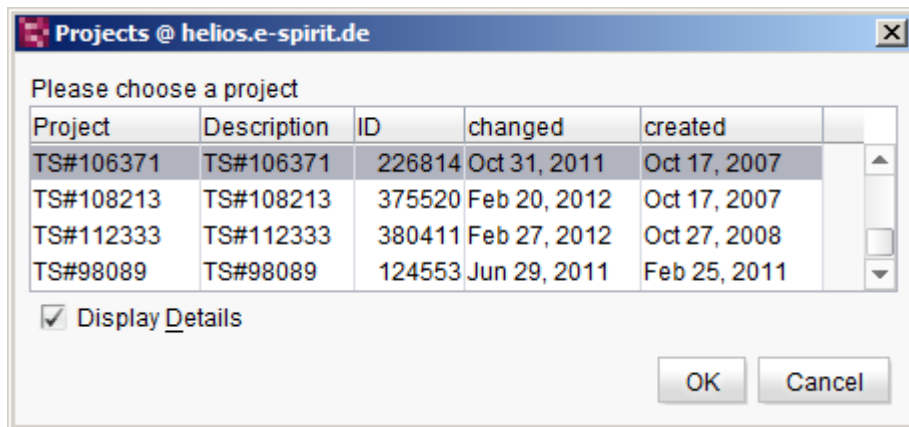 Projects @ helios.e-spirit.de
Please choose a project
Project Description ID changed created
TS#106371 TS#106371 226814 Oct 31, 2011 Oct 17, 2007
TS#108213 TS#108213 375520 Feb 20, 2012 Oct 17, 2007
TS#112333 TS#112333 380411 Feb 27, 2012 Oct 27, 2008
TS#98089 TS#98089 124553 Jun 29, 2011 Feb 25, 2011
Display Details
OK Cancel